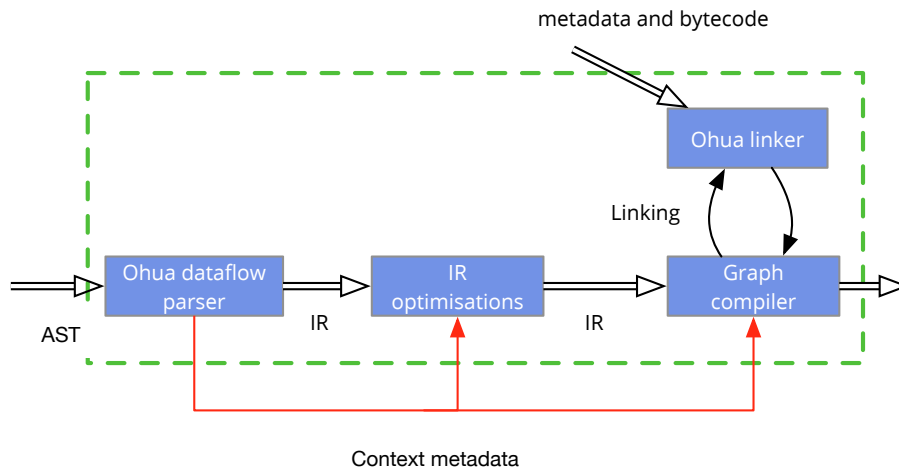 metadata and bytecode
Ohua linker
Linking
Ohua dataflow
parser
IR
optimisations
Graph
compiler
AST
IR
IR
Context metadata